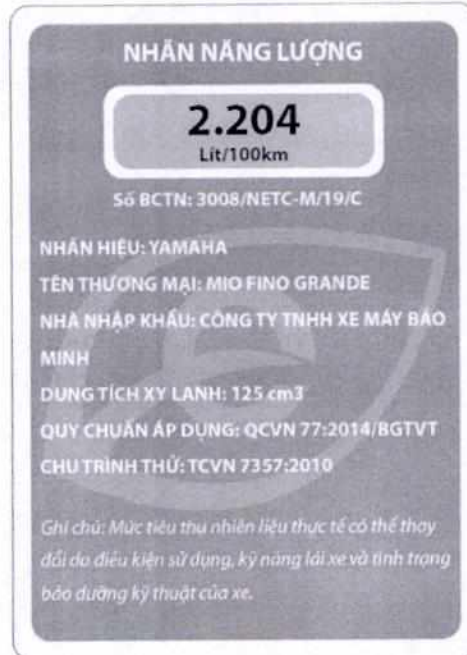 NHÃN NĂNG LƯỢNG
2.204
Lít/100km
Số BCTN: 3008/NETC-M/19/C
NHÃN HIỆU: YAMAHA
TÊN THƯƠNG MẠI: MIO FINO GRANDE
NHÀ NHẬP KHẨU: CÔNG TY TNHH XE MÁY BẢO
MINH
DUNG TÍCH XY LANH: 125 cm3
QUY CHUẨN ÁP DỤNG: QCVN 77:2014/BGTVT
CHU TRÌNH THỬ: TCVN 7357:2010
Ghi chú: Mức tiêu thu nhiên liệu thực tế có thể thay
đổi do điều kiện sử dụng, kỹ năng lái xe và tình trạng
bảo dưỡng kỹ thuật của xe.